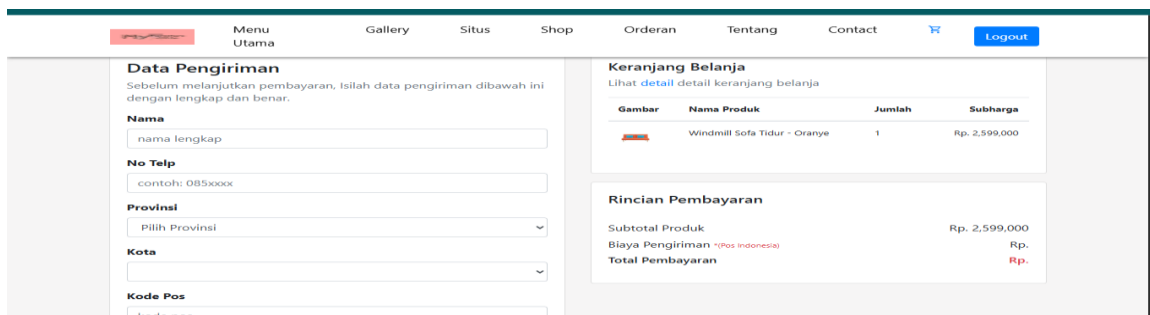 Menu Utama
Gallery
Situs
Shop
Orderan
Tentang
Contact
Logout
Data Pengiriman
Sebelum melanjutkan pembayaran, Isilah data pengiriman dibawah ini
dengan lengkap dan benar.
Nama
nama lengkap
No Telp
contoh: 085xxxx
Provinsi
Pilih Provinsi
Kota
Kode Pos
Keranjang Belanja
Lihat detail detail keranjang belanja
Gambar Nama Produk Jumlah Subharga
Windmill Sofa Tidur - Oranye 1 Rp. 2,599,000
Rincian Pembayaran
Subtotal Produk Rp. 2,599,000
Biaya Pengiriman *(Pos Indonesia) Rp.
Total Pembayaran Rp.